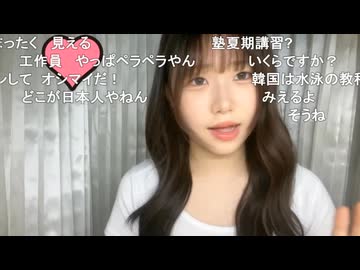 まったく 見える
塾夏期講習?
工作員 やっぱペラペラやん
いくらですか?
ンして オシマイだ!
韓国は水泳の教科
どこが日本人やねん
みえるよ
そうね